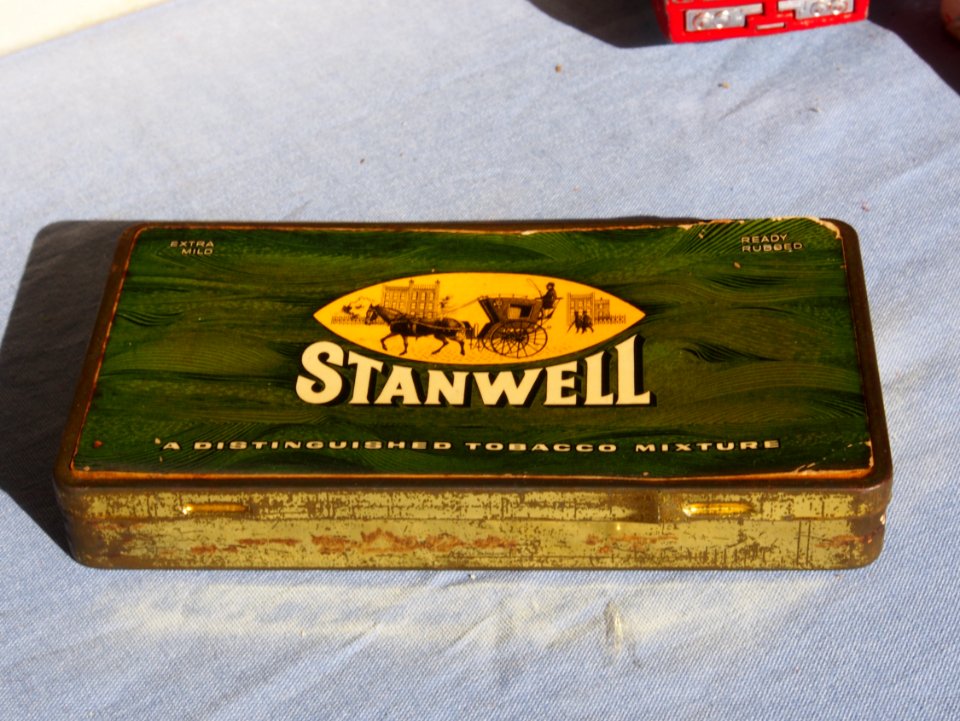 EXTRA
MILD
READY
RUBBED
STANWELL
A DISTINGUISHED TOBACCO MIXTURE